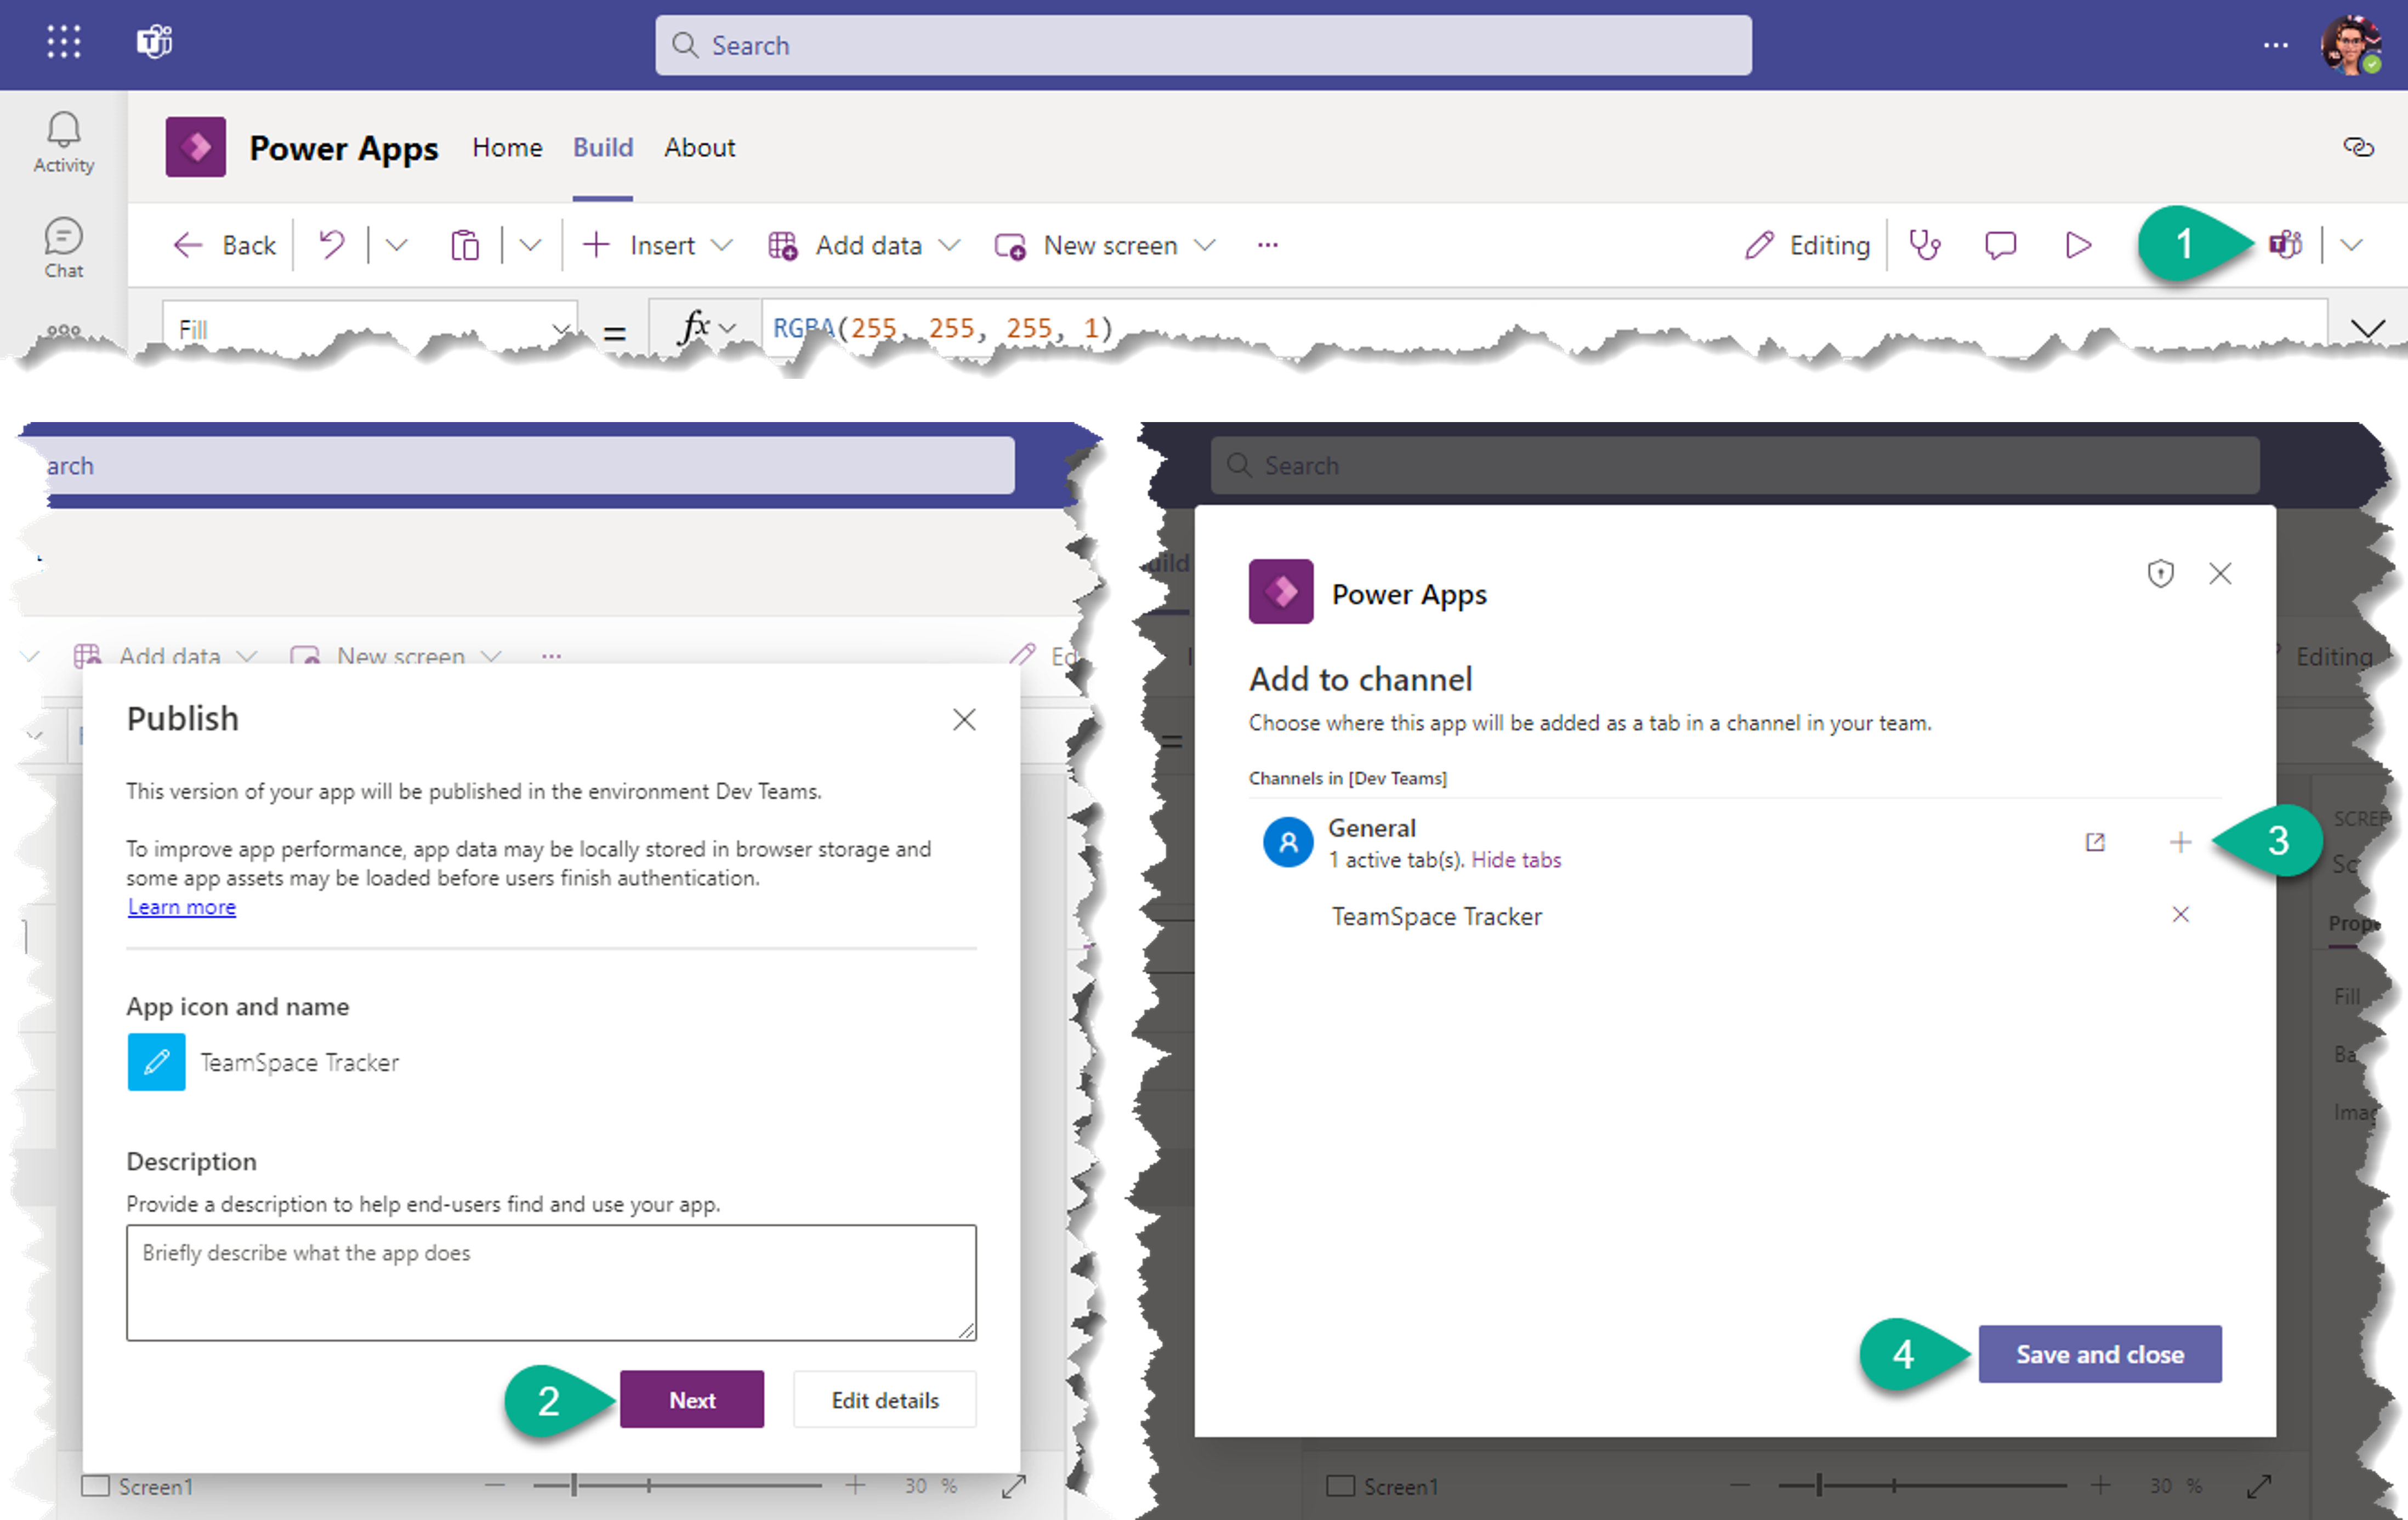 Search
Activity
Power Apps Home Build About
Chat
Back Insert Add data New screen ... Editing 1
Fill = fx RGBA(255, 255, 255, 1)
arch
Add data New screen ...
Publish
This version of your app will be published in the environment Dev Teams.
To improve app performance, app data may be locally stored in browser storage and
some app assets may be loaded before users finish authentication.
Learn more
App icon and name
TeamSpace Tracker
Description
Provide a description to help end-users find and use your app.
Briefly describe what the app does
2 Next Edit details
Screen1 30 %
Search
uild
Power Apps
Editing
Add to channel
Choose where this app will be added as a tab in a channel in your team.
Channels in [Dev Teams]
General
1 active tab(s). Hide tabs
3
TeamSpace Tracker
Prop
Fill
Ba
Imag
4 Save and close
Screen1 30 %